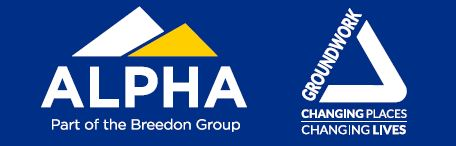 ALPHA
Part of the Breedon Group
GROUNDWORK
CHANGING PLACES
CHANGING LIVES